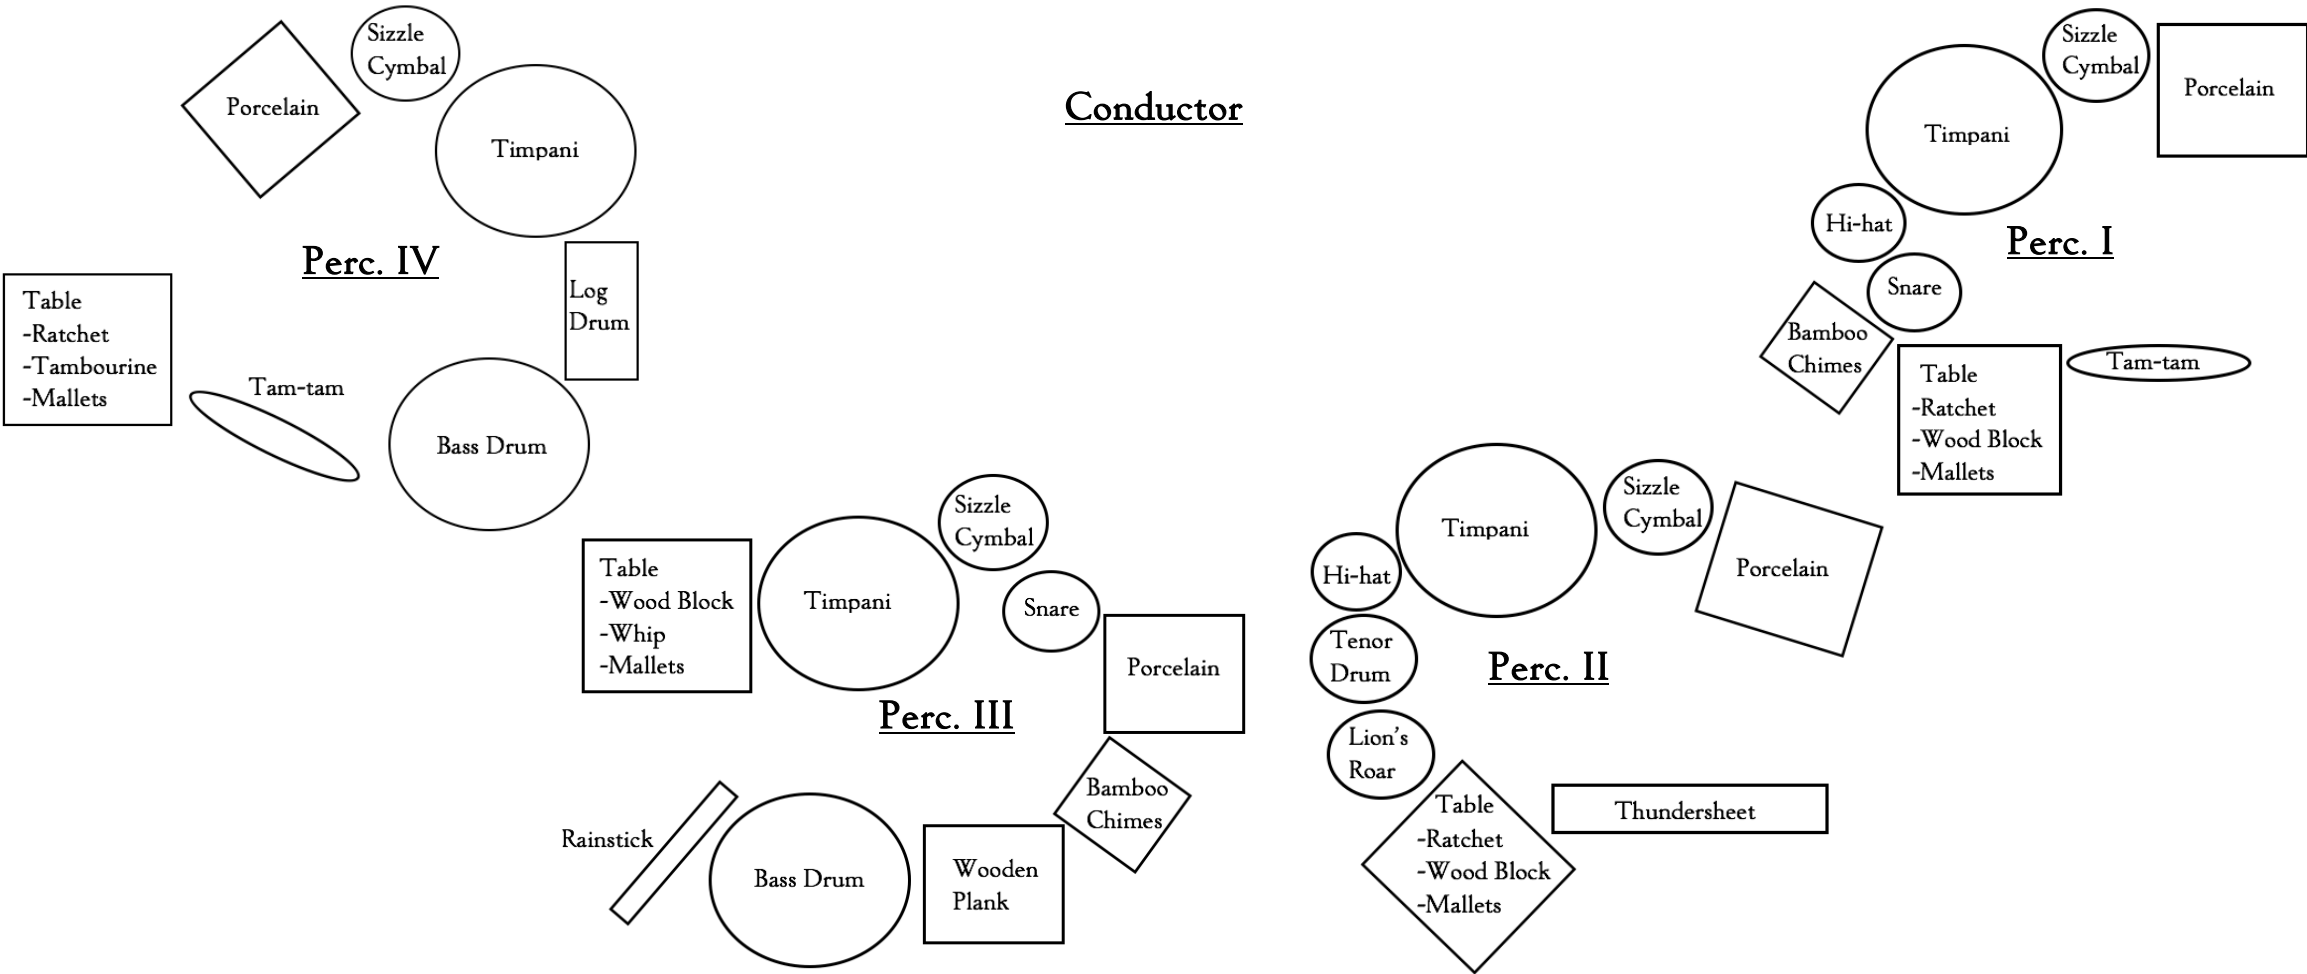 Sizzle
Cymbal
Porcelain
Timpani
Perc. IV
Log
Drum
Table
-Ratchet
-Tambourine
-Mallets
Tam-tam
Bass Drum
Conductor
Sizzle
Cymbal
Porcelain
Timpani
Hi-hat
Perc. I
Snare
Bamboo
Chimes
Table
-Ratchet
-Wood Block
-Mallets
Tam-tam
Sizzle
Cymbal
Table
-Wood Block
-Whip
-Mallets
Timpani
Snare
Porcelain
Perc. III
Bamboo
Chimes
Rainstick
Bass Drum
Wooden
Plank
Sizzle
Cymbal
Timpani
Hi-hat
Porcelain
Tenor
Drum
Perc. II
Lion's
Roar
Table
-Ratchet
-Wood Block
-Mallets
Thundersheet